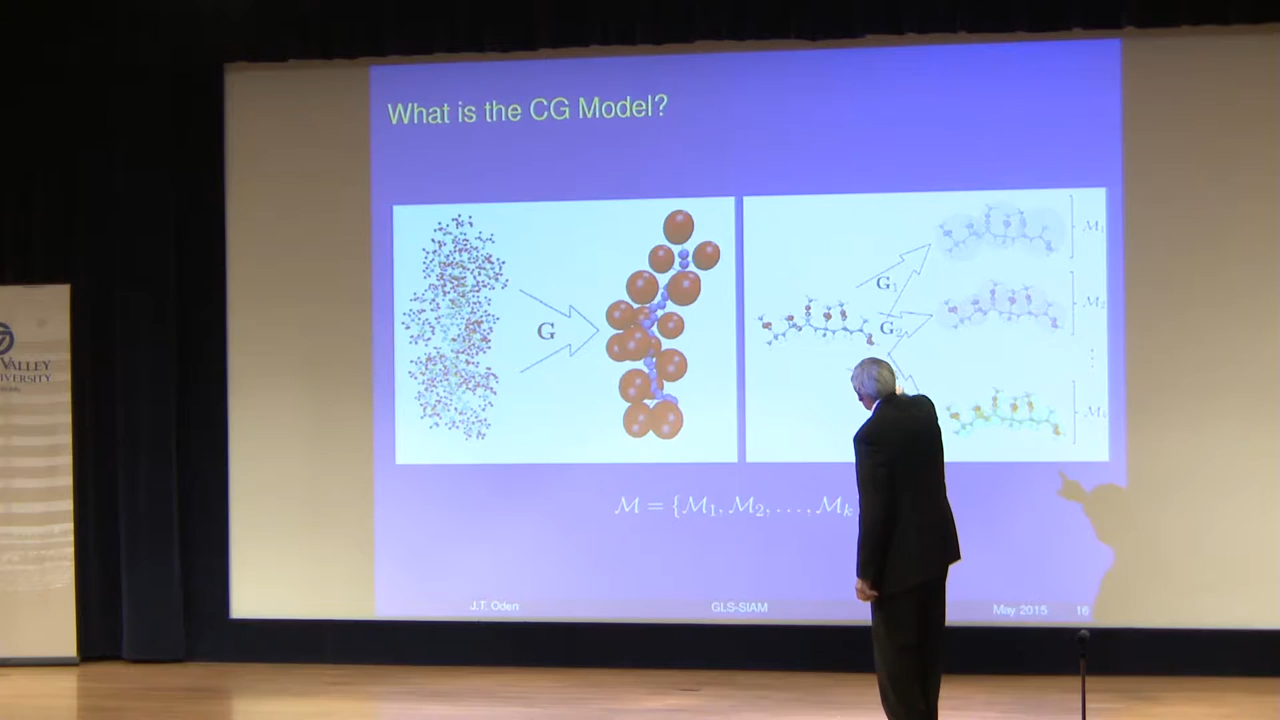 What is the CG Model?
G
G₁
G₂
ℳ₁
ℳ₂
⋮
ℳₖ
ℳ = {ℳ₁, ℳ₂, . . . , ℳₖ
J.T. Oden
GLS-SIAM
May 2015
16
VALLEY